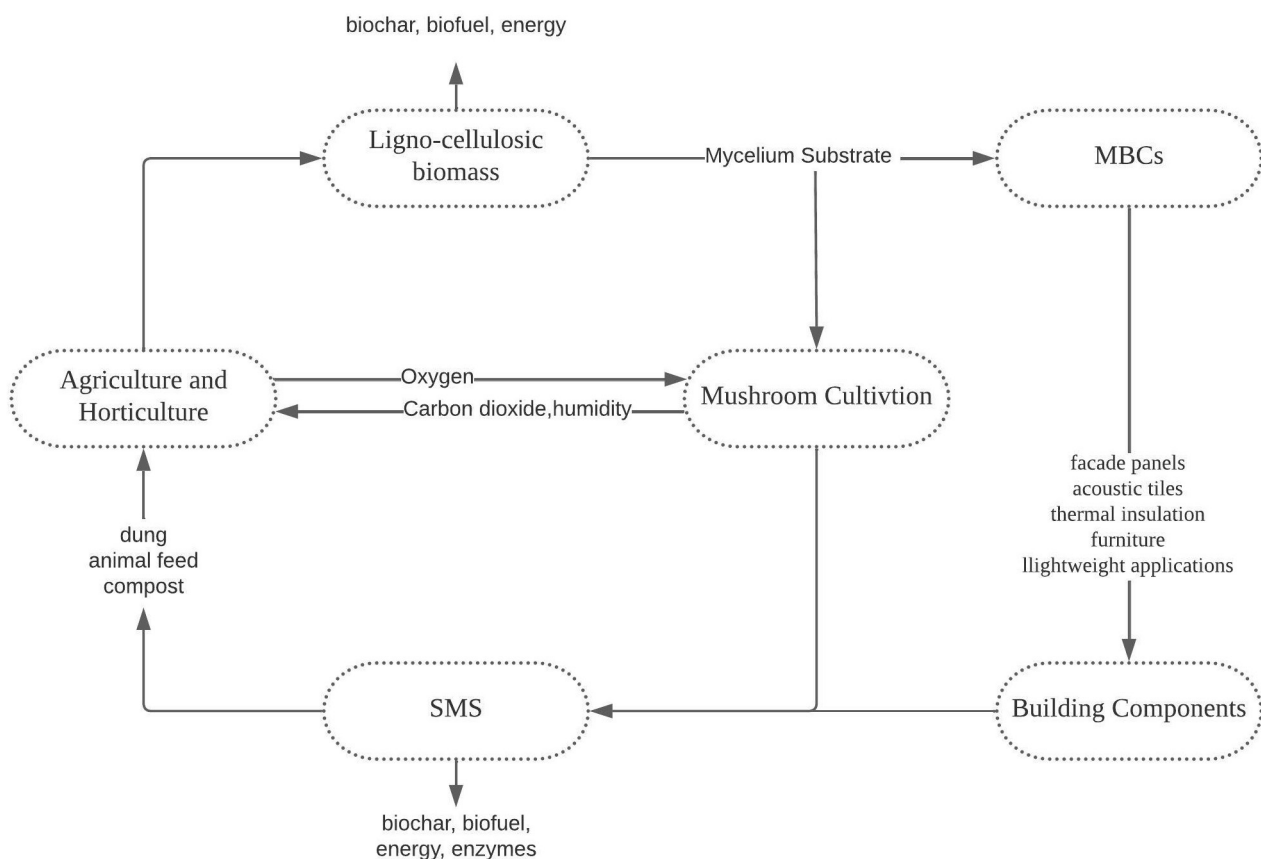 biochar, biofuel, energy
Ligno-cellulosic
biomass
Mycelium Substrate
MBCs
Agriculture and
Horticulture
Oxygen
Carbon dioxide,humidity
Mushroom Cultivtion
facade panels
acoustic tiles
thermal insulation
furniture
llightweight applications
dung
animal feed
compost
SMS
Building Components
biochar, biofuel,
energy, enzymes